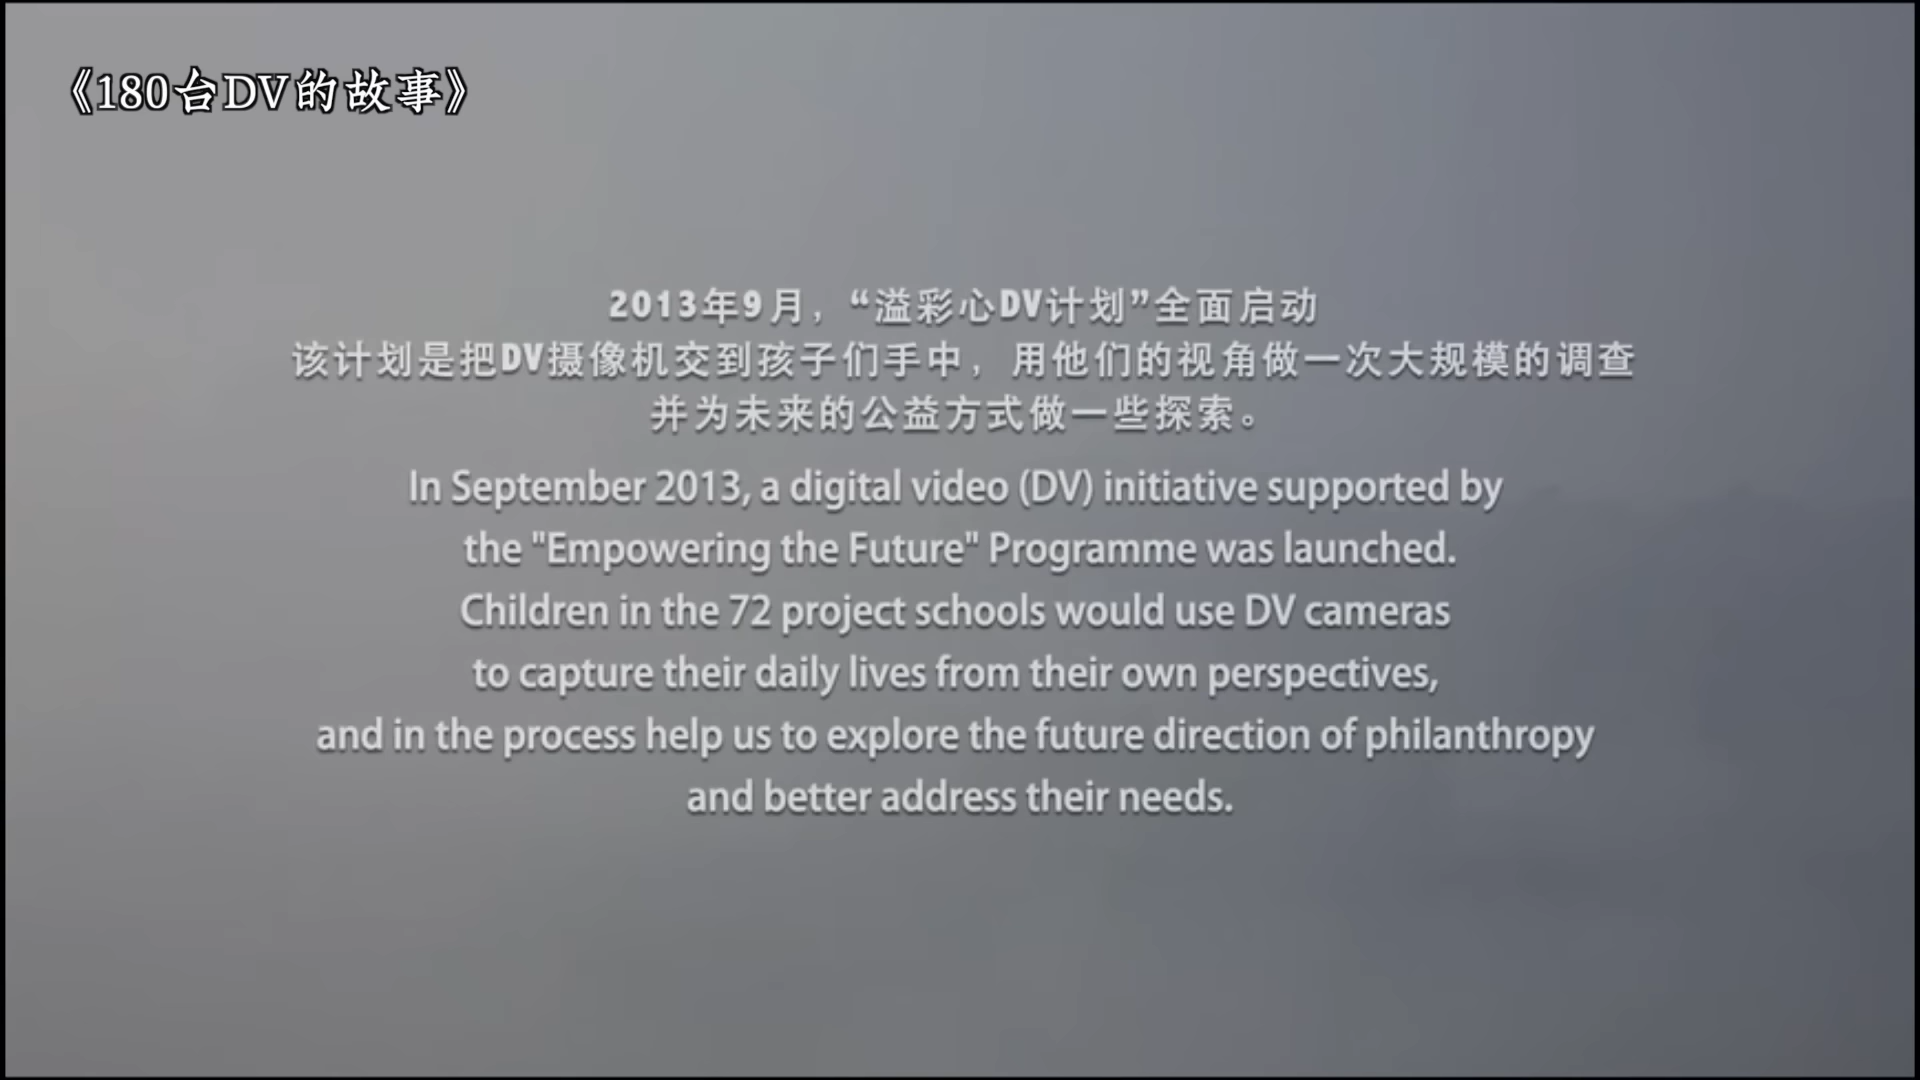 《180台DV的故事》
2013年9月，“溢彩心DV计划”全面启动
该计划是把DV摄像机交到孩子们手中，用他们的视角做一次大规模的调查
并为未来的公益方式做一些探索。
In September 2013, a digital video (DV) initiative supported by
the "Empowering the Future" Programme was launched.
Children in the 72 project schools would use DV cameras
to capture their daily lives from their own perspectives,
and in the process help us to explore the future direction of philanthropy
and better address their needs.